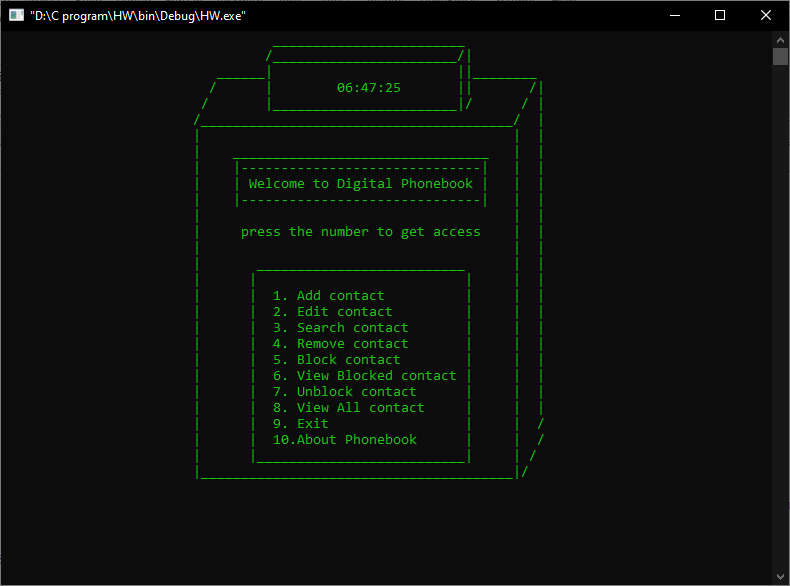 "D:\C program\HW\bin\Debug\HW.exe"
06:47:25
Welcome to Digital Phonebook
press the number to get access
1. Add contact
2. Edit contact
3. Search contact
4. Remove contact
5. Block contact
6. View Blocked contact
7. Unblock contact
8. View All contact
9. Exit
10.About Phonebook